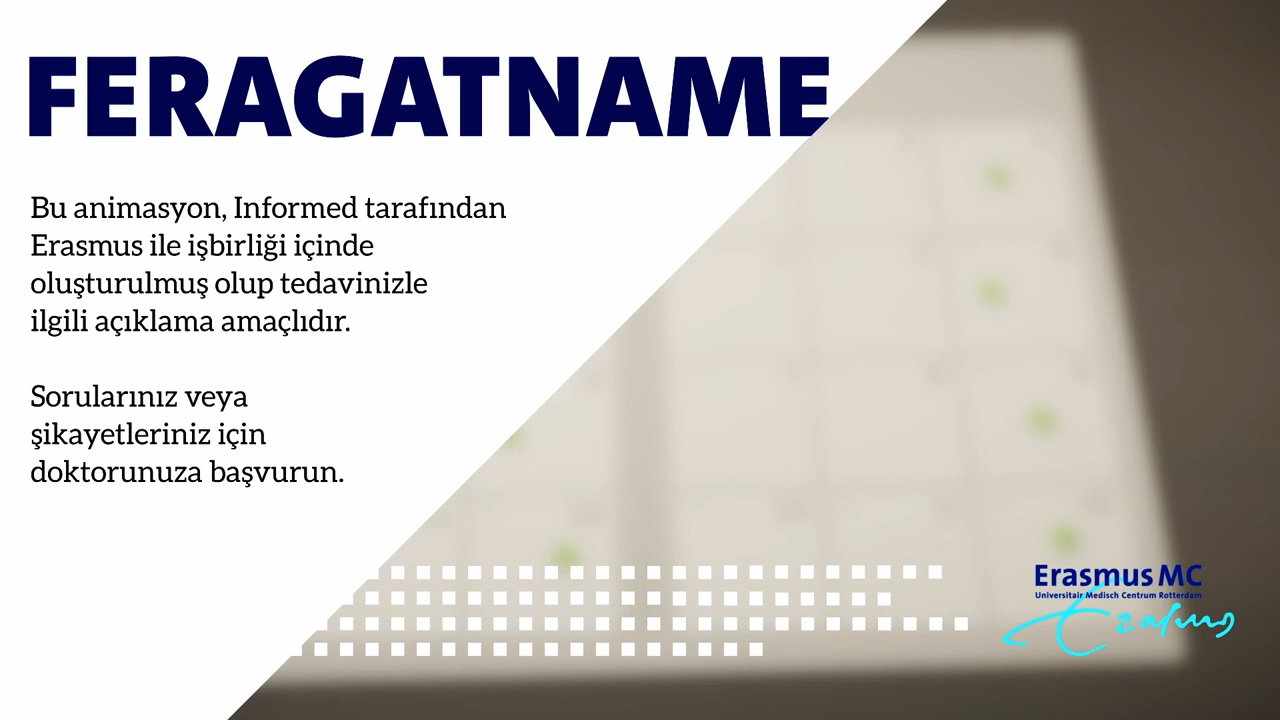 FERAGATNAME
Bu animasyon, Informed tarafından
Erasmus ile işbirliği içinde
oluşturulmuş olup tedavinizle
ilgili açıklama amaçlıdır.
Sorularınız veya
şikayetleriniz için
doktorunuza başvurun.
Erasmus MC
Universitair Medisch Centrum Rotterdam
Erasmus